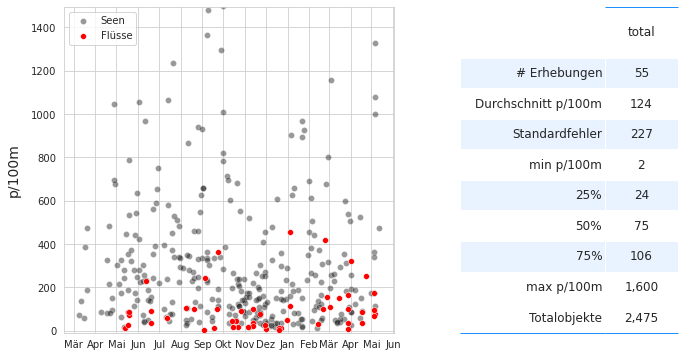 Seen
Flüsse
p/100m
1400
1200
1000
800
600
400
200
0
Mär Apr Mai Jun Jul Aug Sep Okt Nov Dez Jan Feb Mär Apr Mai Jun
total
# Erhebungen 55
Durchschnitt p/100m 124
Standardfehler 227
min p/100m 2
25% 24
50% 75
75% 106
max p/100m 1,600
Totalobjekte 2,475